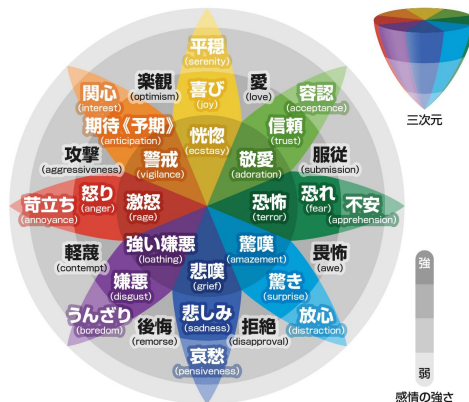 平穏
(serenity)
関心
(interest)
楽観
(optimism)
喜び
(joy)
愛
(love)
容認
(acceptance)
三次元
期待《予期》
(anticipation)
恍惚
(ecstasy)
信頼
(trust)
攻撃
(aggressiveness)
警戒
(vigilance)
敬愛
(adoration)
服従
(submission)
苛立ち
(annoyance)
怒り
(anger)
激怒
(rage)
恐怖
(terror)
恐れ
(fear)
不安
(apprehension)
軽蔑
(contempt)
強い嫌悪
(loathing)
悲嘆
(grief)
驚嘆
(amazement)
畏怖
(awe)
嫌悪
(disgust)
驚き
(surprise)
うんざり
(boredom)
後悔
(remorse)
悲しみ
(sadness)
拒絶
(disapproval)
放心
(distraction)
哀愁
(pensiveness)
強
弱
感情の強さ